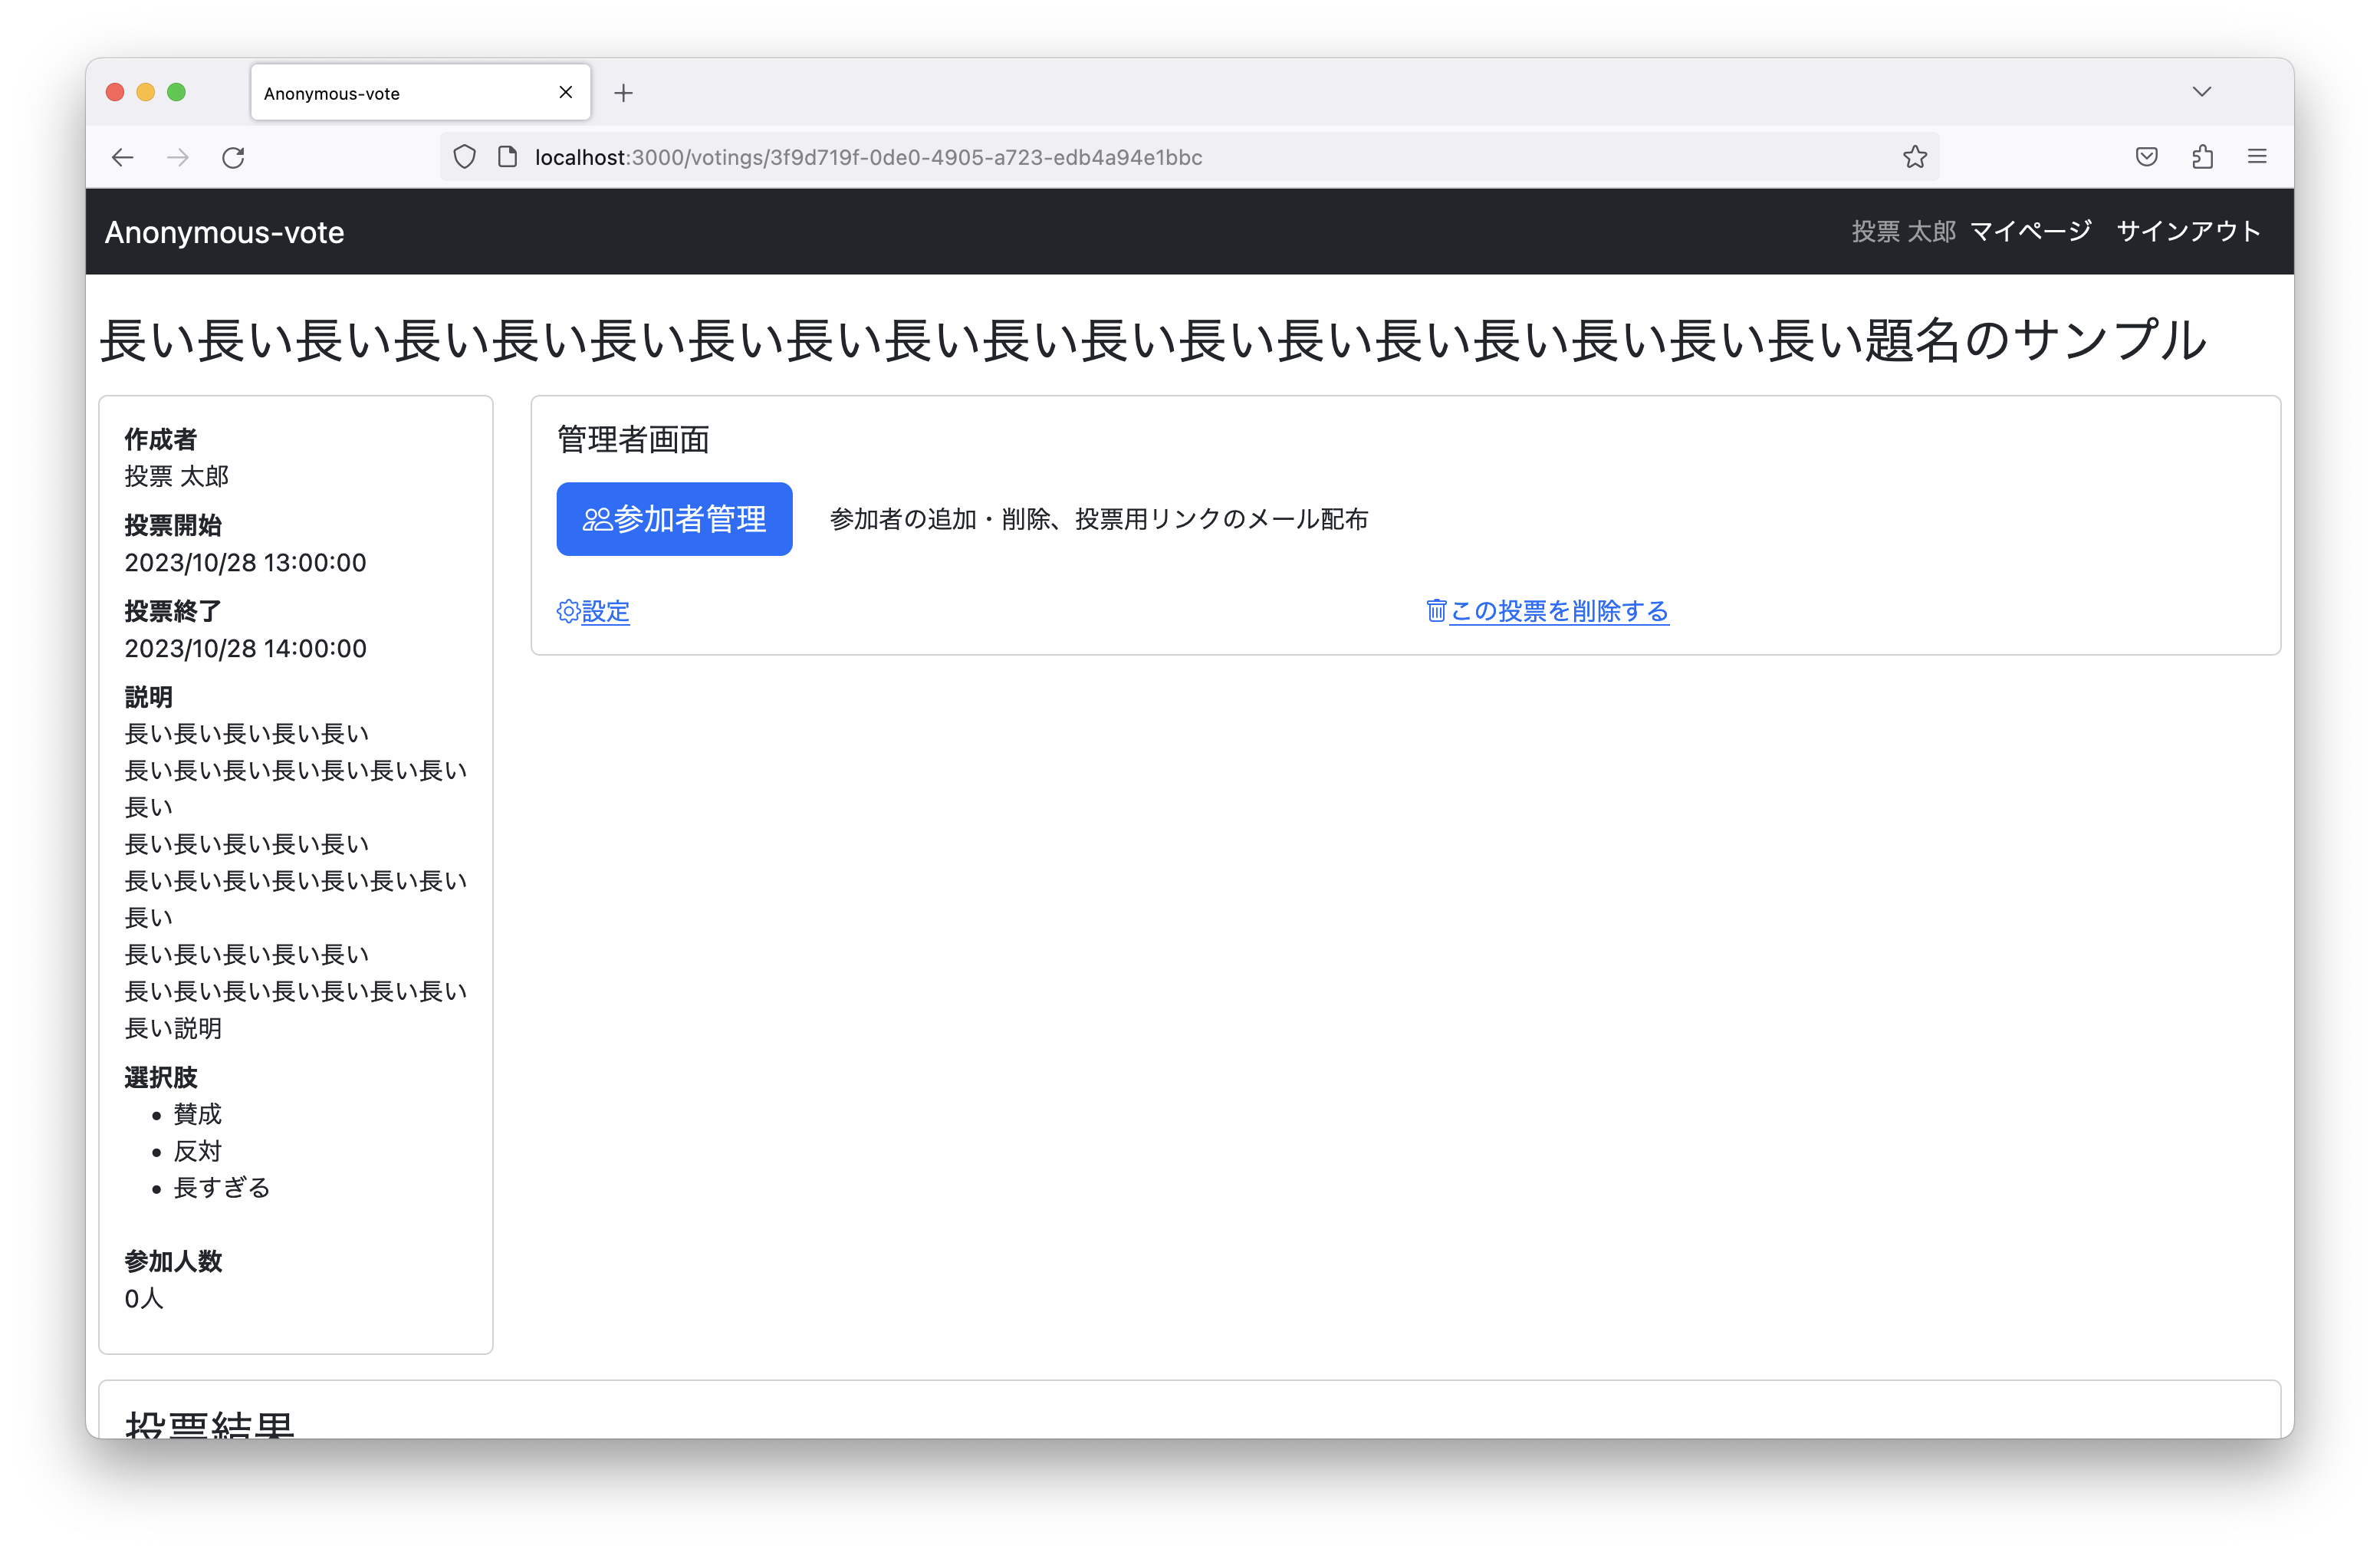 Anonymous-vote
localhost:3000/votings/3f9d719f-0de0-4905-a723-edb4a94e1bbc
Anonymous-vote
投票 太郎 マイページ サインアウト
長い長い長い長い長い長い長い長い長い長い長い長い長い長い長い長い長い長い題名のサンプル
作成者
投票 太郎
投票開始
2023/10/28 13:00:00
投票終了
2023/10/28 14:00:00
説明
長い長い長い長い長い
長い長い長い長い長い長い長い
長い
長い長い長い長い長い
長い長い長い長い長い長い長い
長い
長い長い長い長い長い
長い長い長い長い長い長い長い
長い説明
選択肢
• 賛成
• 反対
• 長すぎる
参加人数
0人
管理者画面
参加者管理
参加者の追加・削除、投票用リンクのメール配布
設定
この投票を削除する
投票結果